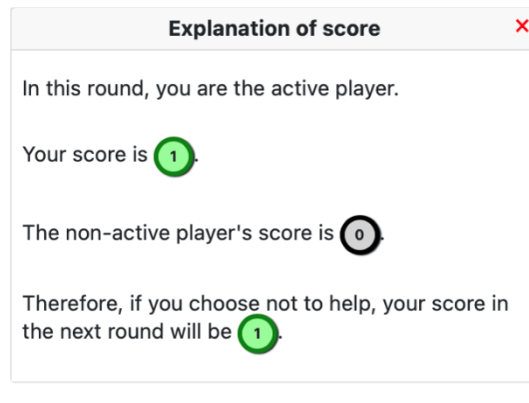 Explanation of score ×
In this round, you are the active player.
Your score is 1.
The non-active player's score is 0.
Therefore, if you choose not to help, your score in
the next round will be 1.